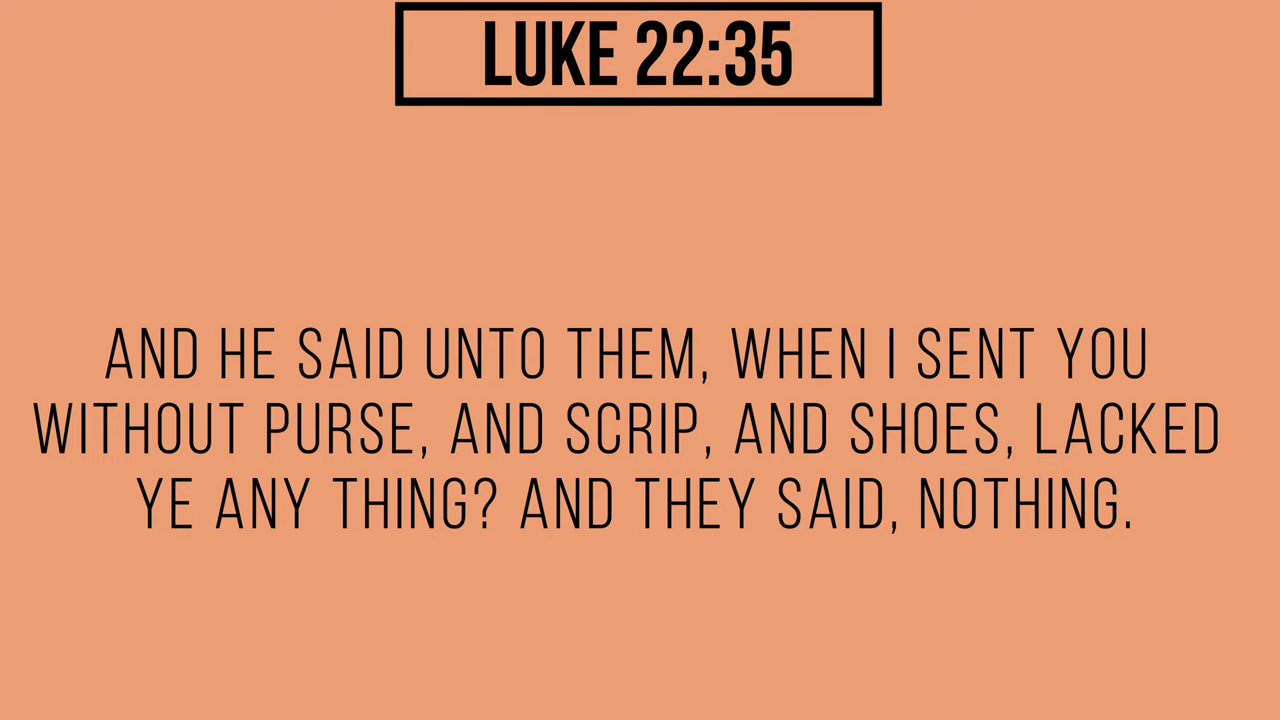 LUKE 22:35
AND HE SAID UNTO THEM, WHEN I SENT YOU
WITHOUT PURSE, AND SCRIP, AND SHOES, LACKED
YE ANY THING? AND THEY SAID, NOTHING.